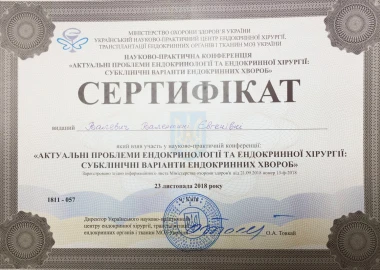 МІНІСТЕРСТВО ОХОРОНИ ЗДОРОВ'Я УКРАЇНИ
УКРАЇНСЬКИЙ НАУКОВО-ПРАКТИЧНИЙ ЦЕНТР ЕНДОКРИННОЇ ХІРУРГІЇ,
ТРАНСПЛАНТАЦІЇ ЕНДОКРИННИХ ОРГАНІВ І ТКАНИН МОЗ УКРАЇНИ
НАУКОВО-ПРАКТИЧНА КОНФЕРЕНЦІЯ
«АКТУАЛЬНІ ПРОБЛЕМИ ЕНДОКРИНОЛОГІЇ ТА ЕНДОКРИННОЇ ХІРУРГІЇ:
СУБКЛІНІЧНІ ВАРІАНТИ ЕНДОКРИННИХ ХВОРОБ»
СЕРТИФІКАТ
виданий
який взяв участь у науково-практичній конференції:
«АКТУАЛЬНІ ПРОБЛЕМИ ЕНДОКРИНОЛОГІЇ ТА ЕНДОКРИННОЇ ХІРУРГІЇ:
СУБКЛІНІЧНІ ВАРІАНТИ ЕНДОКРИННИХ ХВОРОБ»
23 листопада 2018 року
1811 - 057
Директор Українського науково-практичного
центру ендокринної хірургії, трансплантації
ендокринних органів і тканин МОЗ України
О.А. Товкай